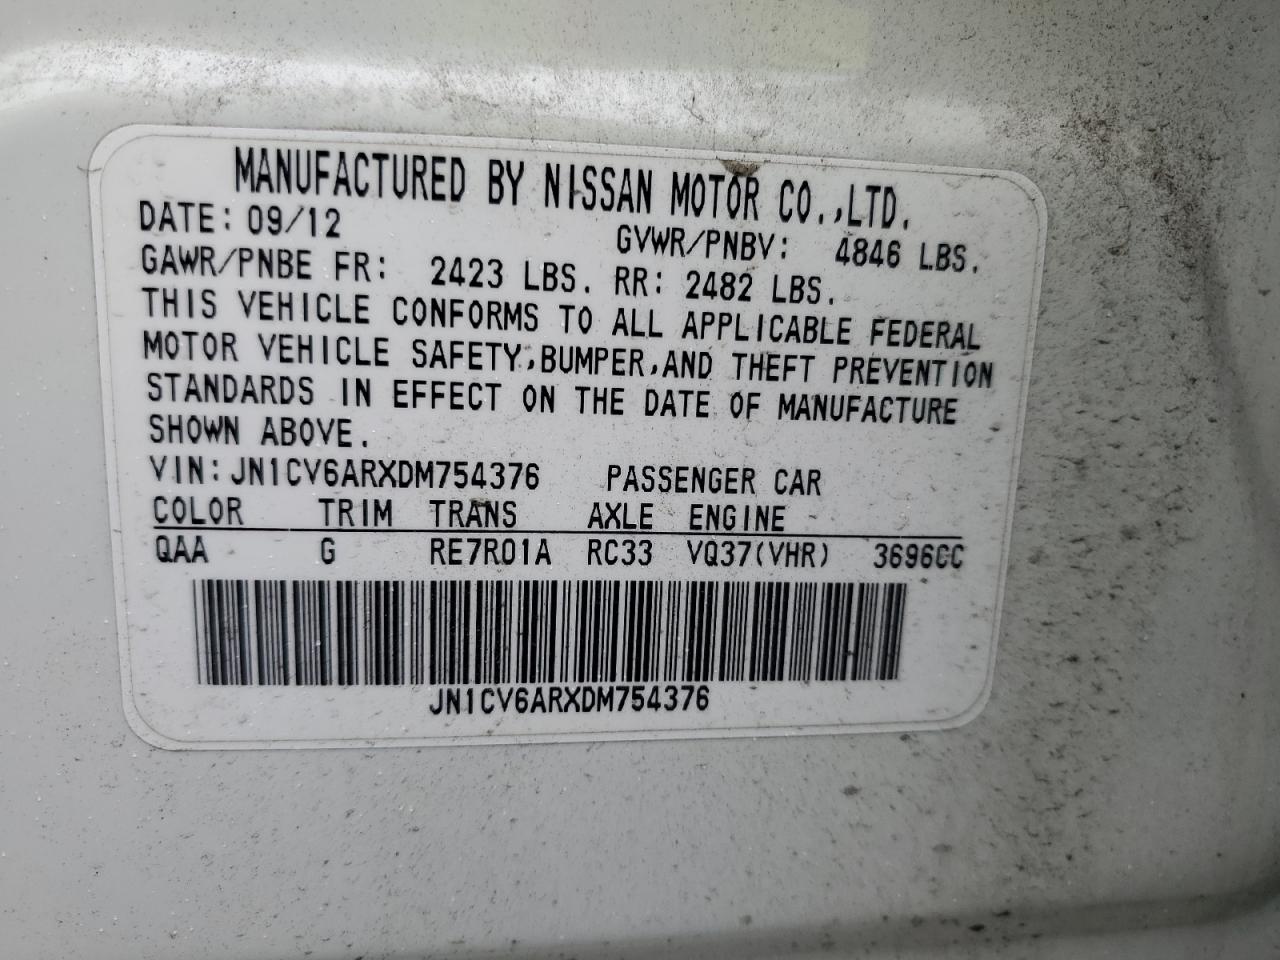 MANUFACTURED BY NISSAN MOTOR CO.,LTD.
DATE: 09/12 GVWR/PNBV: 4846 LBS.
GAWR/PNBE FR: 2423 LBS. RR: 2482 LBS.
THIS VEHICLE CONFORMS TO ALL APPLICABLE FEDERAL
MOTOR VEHICLE SAFETY,BUMPER,AND THEFT PREVENTION
STANDARDS IN EFFECT ON THE DATE OF MANUFACTURE
SHOWN ABOVE.
VIN:JN1CV6ARXDM754376 PASSENGER CAR
COLOR TRIM TRANS AXLE ENGINE
QAA G RE7R01A RC33 VQ37(VHR) 3696CC
JN1CV6ARXDM754376